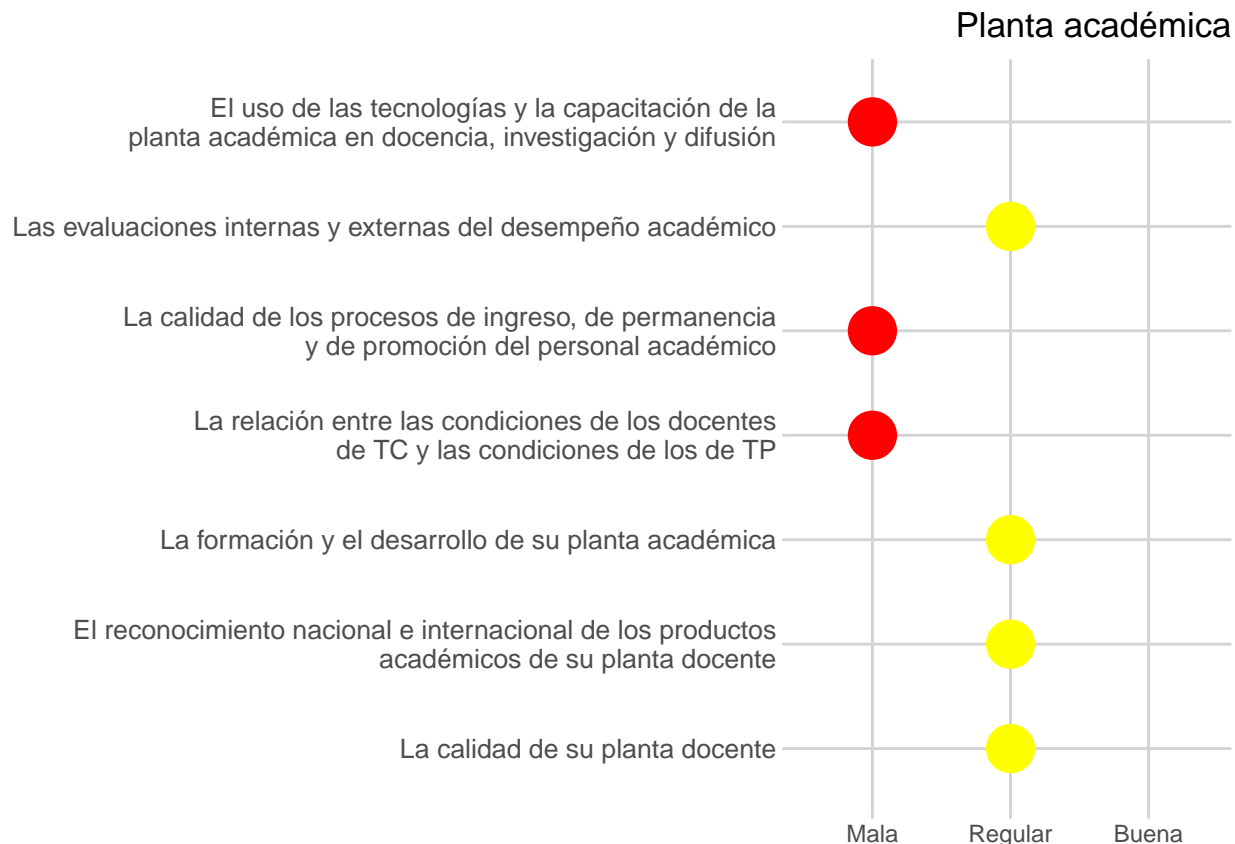 Planta académica
El uso de las tecnologías y la capacitación de la
planta académica en docencia, investigación y difusión
Las evaluaciones internas y externas del desempeño académico
La calidad de los procesos de ingreso, de permanencia
y de promoción del personal académico
La relación entre las condiciones de los docentes
de TC y las condiciones de los de TP
La formación y el desarrollo de su planta académica
El reconocimiento nacional e internacional de los productos
académicos de su planta docente
La calidad de su planta docente
Mala Regular Buena